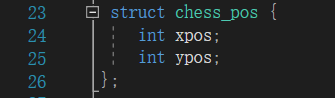 23 struct chess_pos {
24 int xpos;
25 int ypos;
26 };